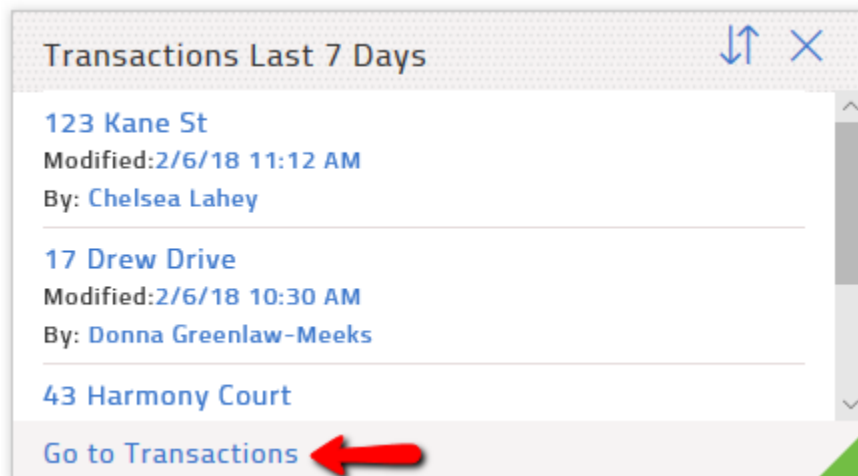 Transactions Last 7 Days
123 Kane St
Modified:2/6/18 11:12 AM
By: Chelsea Lahey
17 Drew Drive
Modified:2/6/18 10:30 AM
By: Donna Greenlaw-Meeks
43 Harmony Court
Go to Transactions